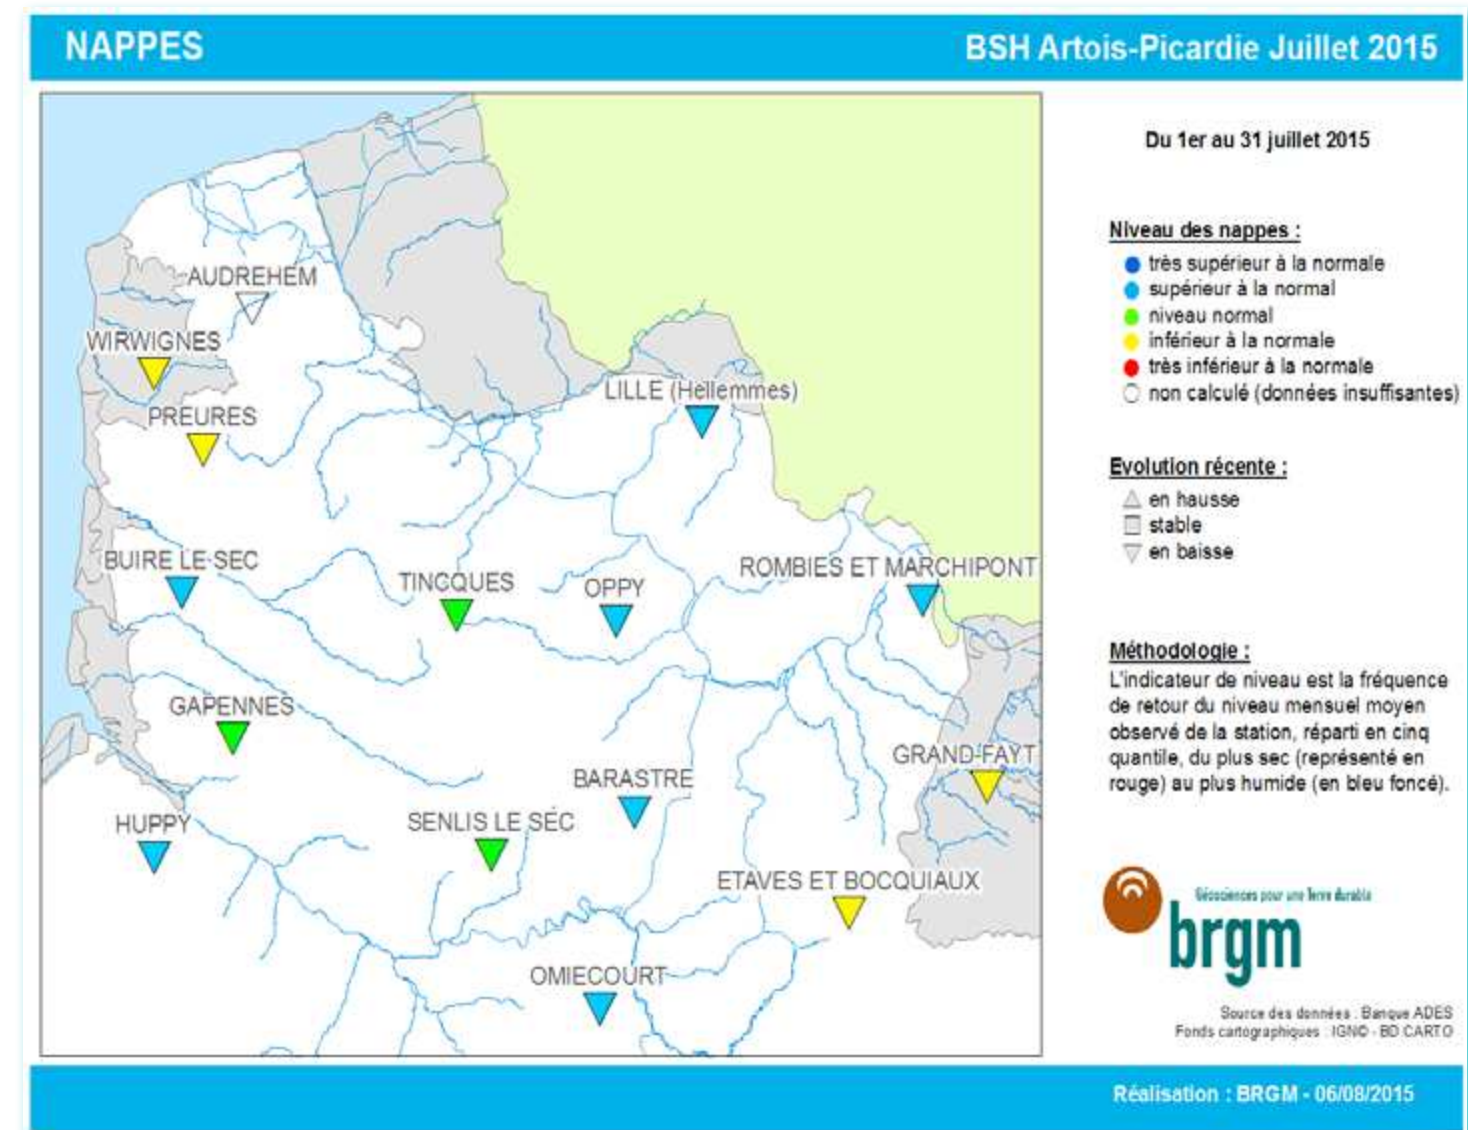 NAPPES
BSH Artois-Picardie Juillet 2015
Du 1er au 31 juillet 2015
Niveau des nappes :
très supérieur à la normale
supérieur à la normal
niveau normal
inférieur à la normale
très inférieur à la normale
non calculé (données insuffisantes)
Evolution récente :
en hausse
stable
en baisse
Méthodologie :
L'indicateur de niveau est la fréquence
de retour du niveau mensuel moyen
observé de la station, réparti en cinq
quantile, du plus sec (représenté en
rouge) au plus humide (en bleu foncé).
AUDREHEM
WIRWIGNES
LILLE (Hellemmes)
PREURES
BUIRE LE SEC
TINCQUES
OPPY
ROMBIES ET MARCHIPONT
GAPENNES
GRAND-FAYT
BARASTRE
HUPPY
SENLIS LE SEC
ETAVES ET BOCQUIAUX
OMIECOURT
Géosciences pour une Terre durable
brgm
Source des données : Banque ADES
Fonds cartographiques : IGN© - BD CARTO
Réalisation : BRGM - 06/08/2015